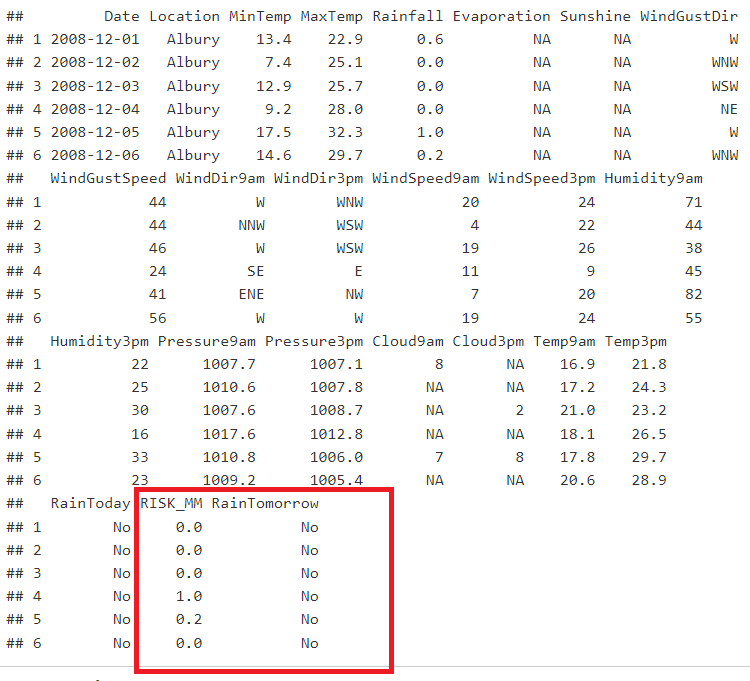 ##         Date Location MinTemp MaxTemp Rainfall Evaporation Sunshine WindGustDir
## 1 2008-12-01   Albury    13.4    22.9      0.6          NA       NA           W
## 2 2008-12-02   Albury     7.4    25.1      0.0          NA       NA         WNW
## 3 2008-12-03   Albury    12.9    25.7      0.0          NA       NA         WSW
## 4 2008-12-04   Albury     9.2    28.0      0.0          NA       NA          NE
## 5 2008-12-05   Albury    17.5    32.3      1.0          NA       NA           W
## 6 2008-12-06   Albury    14.6    29.7      0.2          NA       NA         WNW
##   WindGustSpeed WindDir9am WindDir3pm WindSpeed9am WindSpeed3pm Humidity9am
## 1            44          W        WNW           20           24          71
## 2            44        NNW        WSW            4           22          44
## 3            46          W        WSW           19           26          38
## 4            24         SE          E           11            9          45
## 5            41        ENE         NW            7           20          82
## 6            56          W          W           19           24          55
##   Humidity3pm Pressure9am Pressure3pm Cloud9am Cloud3pm Temp9am Temp3pm
## 1          22      1007.7      1007.1        8       NA    16.9    21.8
## 2          25      1010.6      1007.8       NA       NA    17.2    24.3
## 3          30      1007.6      1008.7       NA        2    21.0    23.2
## 4          16      1017.6      1012.8       NA       NA    18.1    26.5
## 5          33      1010.8      1006.0        7        8    17.8    29.7
## 6          23      1009.2      1005.4       NA       NA    20.6    28.9
##   RainToday RISK_MM RainTomorrow
## 1        No     0.0           No
## 2        No     0.0           No
## 3        No     0.0           No
## 4        No     1.0           No
## 5        No     0.2           No
## 6        No     0.0           No